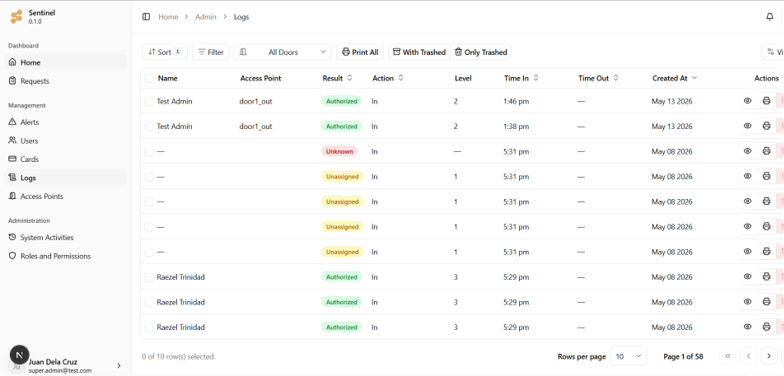 Sentinel
0.1.0
Home > Admin > Logs
Dashboard
Home
Requests
Management
Alerts
Users
Cards
Logs
Access Points
Administration
System Activities
Roles and Permissions
N
Juan Dela Cruz
super.admin@test.com
Sort 1 Filter All Doors Print All With Trashed Only Trashed
Name Access Point Result Action Level Time In Time Out Created At Actions
Test Admin door1_out Authorized In 2 1:46 pm — May 13 2026
Test Admin door1_out Authorized In 2 1:38 pm — May 13 2026
— Unknown In — 5:31 pm — May 08 2026
— Unassigned In 1 5:31 pm — May 08 2026
— Unassigned In 1 5:31 pm — May 08 2026
— Unassigned In 1 5:31 pm — May 08 2026
— Unassigned In 1 5:31 pm — May 08 2026
Raezel Trinidad Authorized In 3 5:29 pm — May 08 2026
Raezel Trinidad Authorized In 3 5:29 pm — May 08 2026
Raezel Trinidad Authorized In 3 5:29 pm — May 08 2026
0 of 10 row(s) selected. Rows per page 10 Page 1 of 58